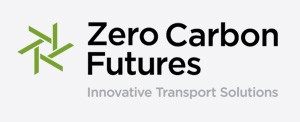 Zero Carbon
Futures
Innovative Transport Solutions